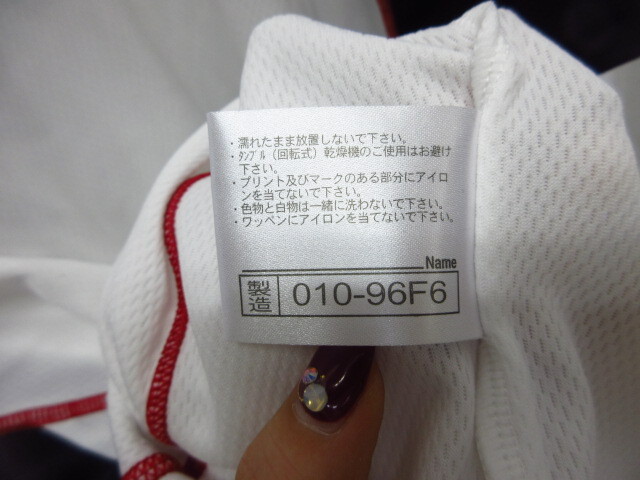 ・濡れたまま放置しないで下さい。
・ﾀﾝﾌﾞﾙ（回転式）乾燥機のご使用はお避け
下さい。
・プリント及びマークのある部分にアイロ
ンを当てないで下さい。
・色物と白物は一緒に洗わないで下さい。
・ワッペンにアイロンを当てないで下さい。
Name
製造 010-96F6